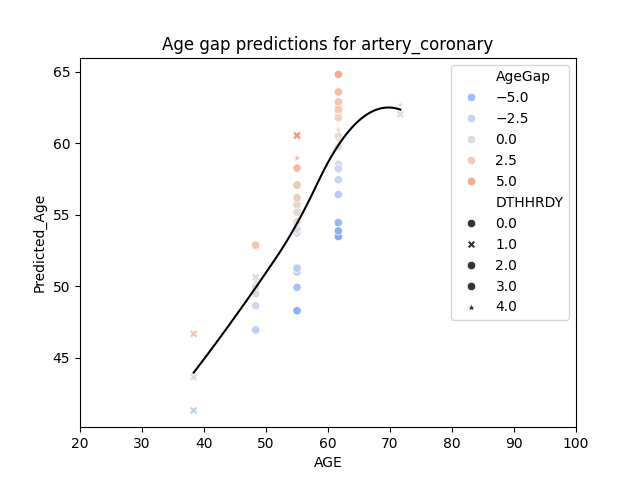 Age gap predictions for artery_coronary
65
60
55
50
45
Predicted_Age
20 30 40 50 60 70 80 90 100
AGE
AgeGap
−5.0
−2.5
0.0
2.5
5.0
DTHHRDY
0.0
1.0
2.0
3.0
4.0